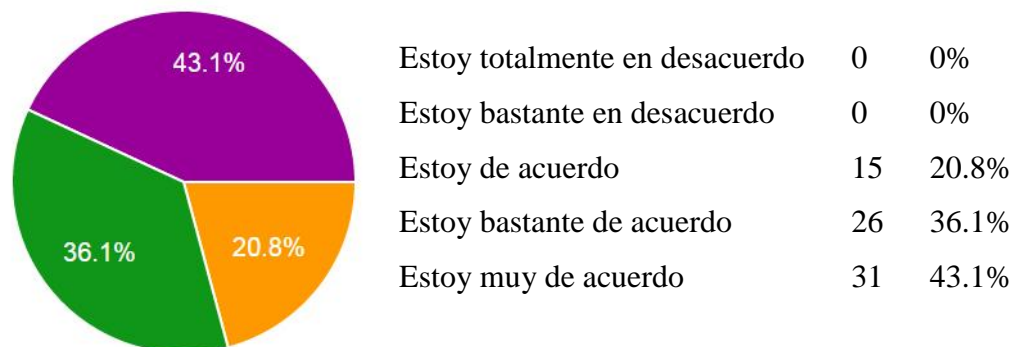 43.1%
36.1%
20.8%
Estoy totalmente en desacuerdo 0 0%
Estoy bastante en desacuerdo 0 0%
Estoy de acuerdo 15 20.8%
Estoy bastante de acuerdo 26 36.1%
Estoy muy de acuerdo 31 43.1%